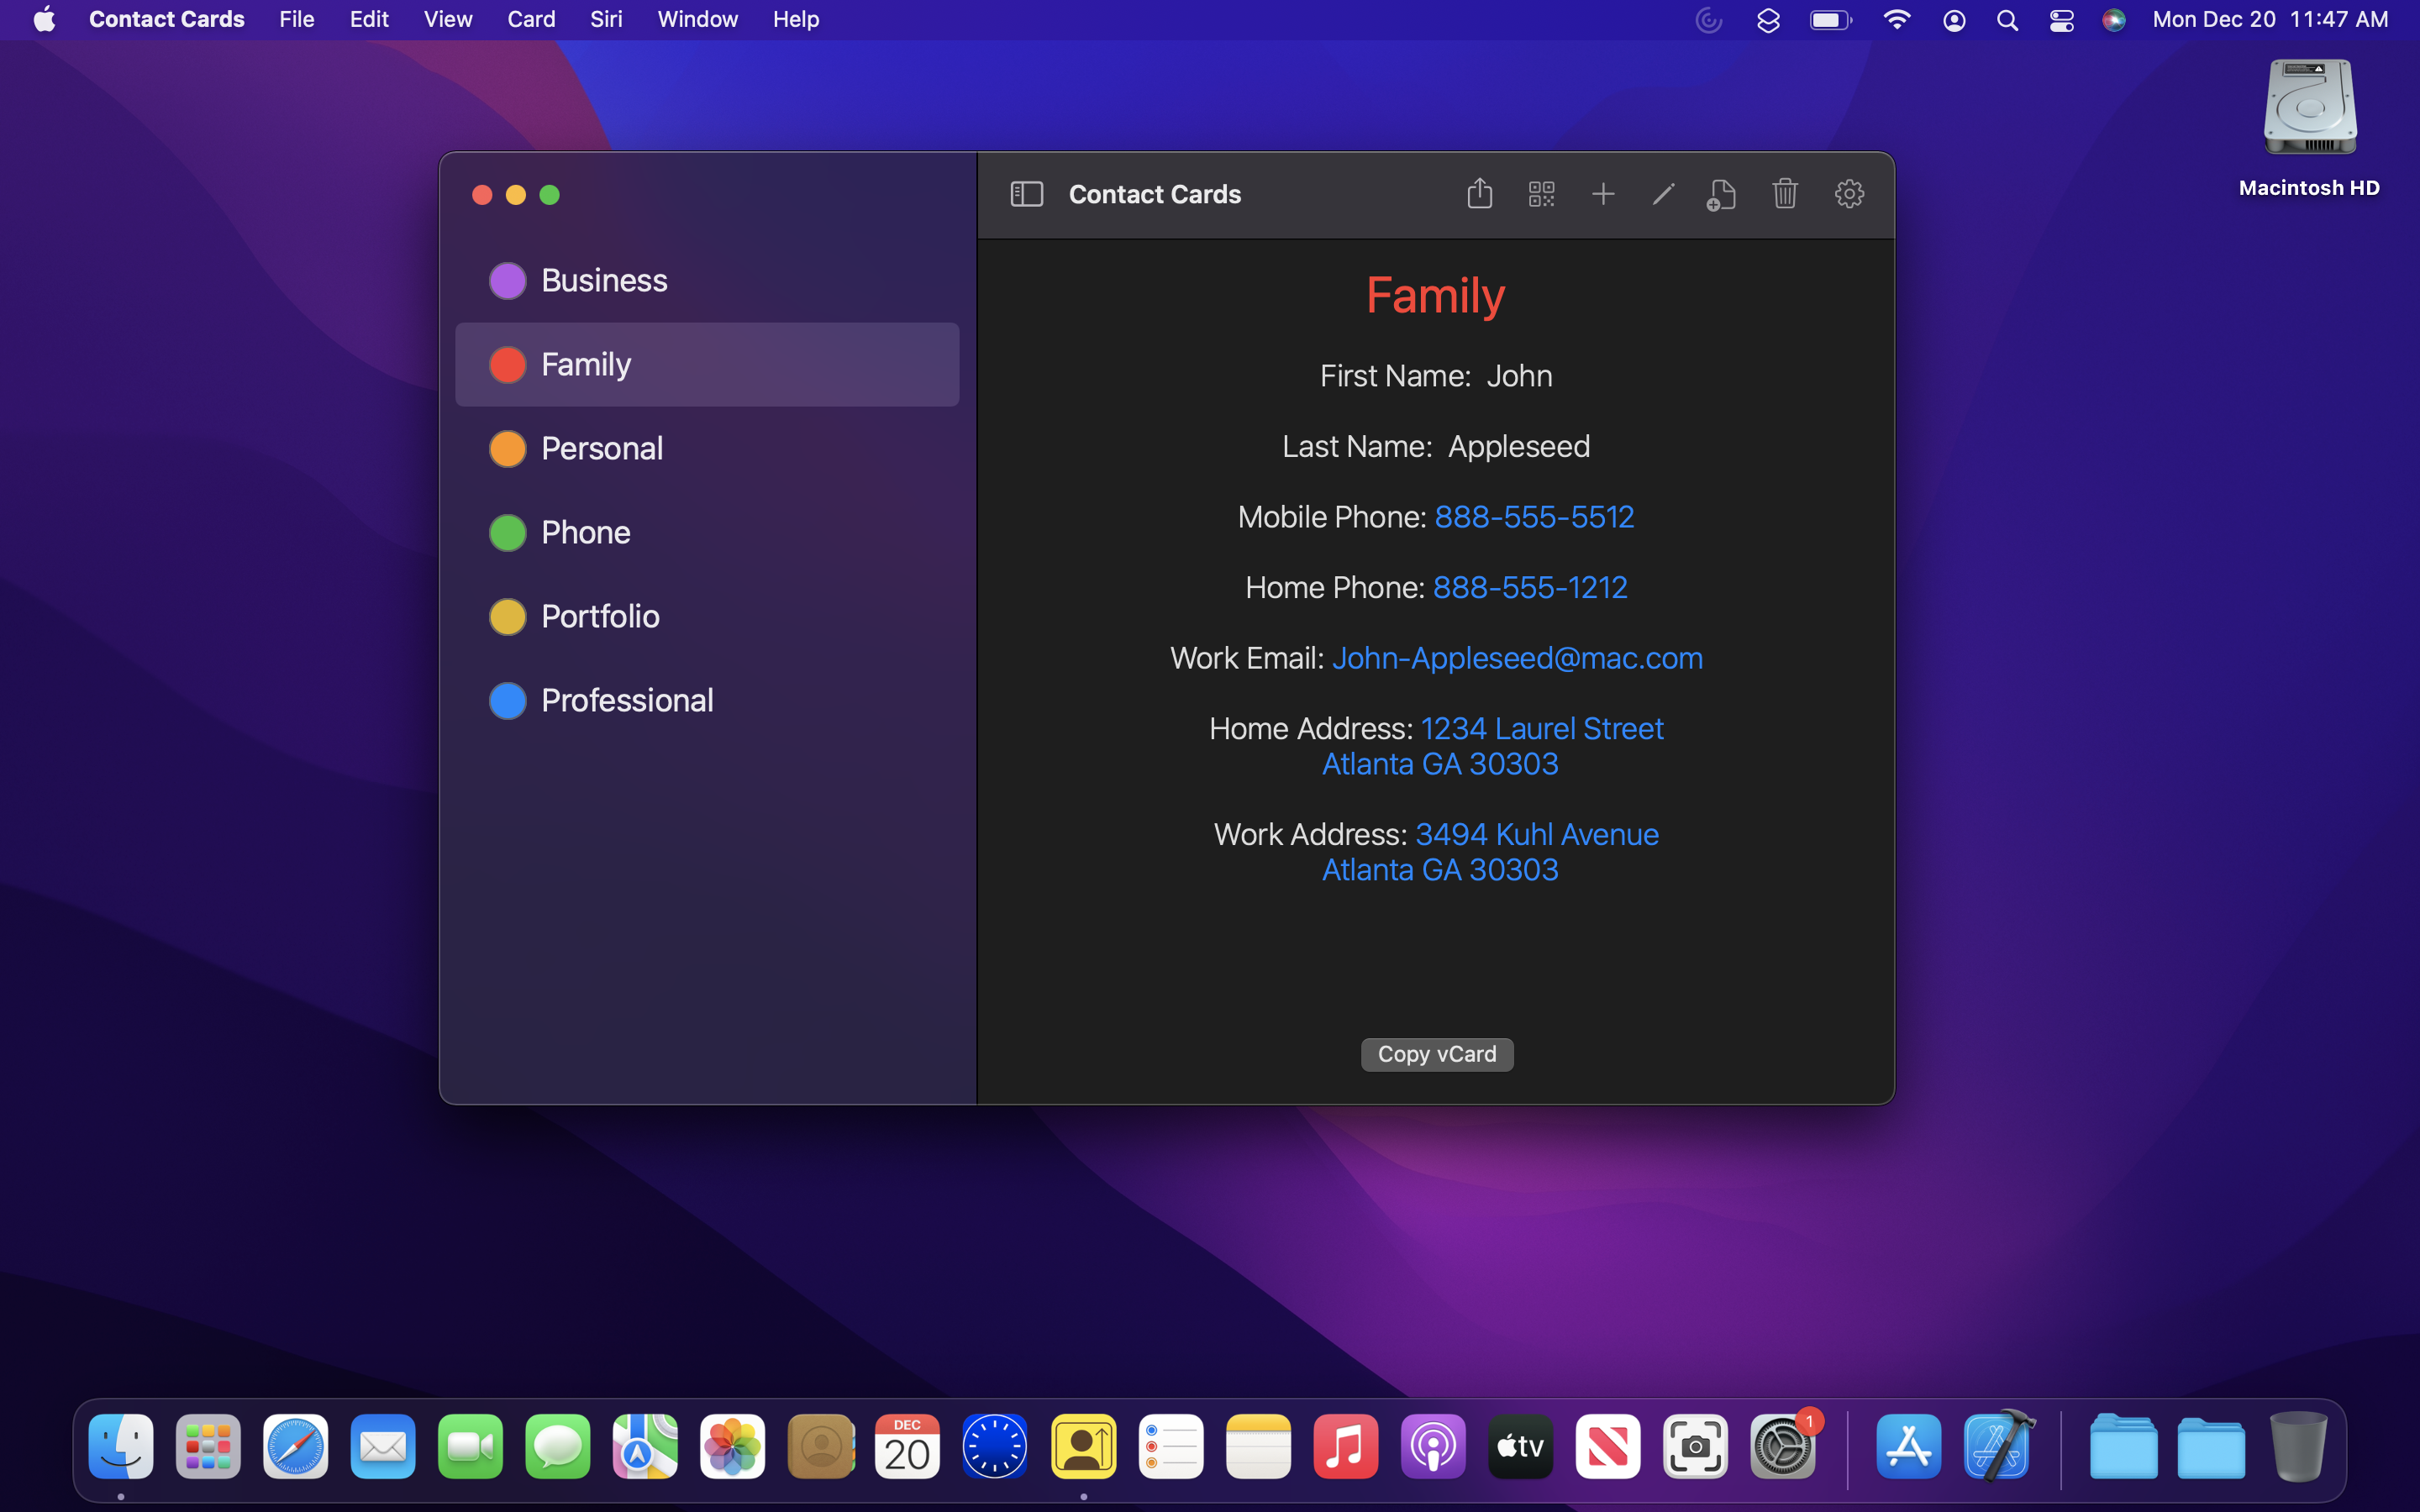 Contact Cards File Edit View Card Siri Window Help Mon Dec 20 11:47 AM
Macintosh HD
Contact Cards
Business
Family
Personal
Phone
Portfolio
Professional
Family
First Name: John
Last Name: Appleseed
Mobile Phone: 888-555-5512
Home Phone: 888-555-1212
Work Email: John-Appleseed@mac.com
Home Address: 1234 Laurel Street
Atlanta GA 30303
Work Address: 3494 Kuhl Avenue
Atlanta GA 30303
Copy vCard
DEC
20
tv
1